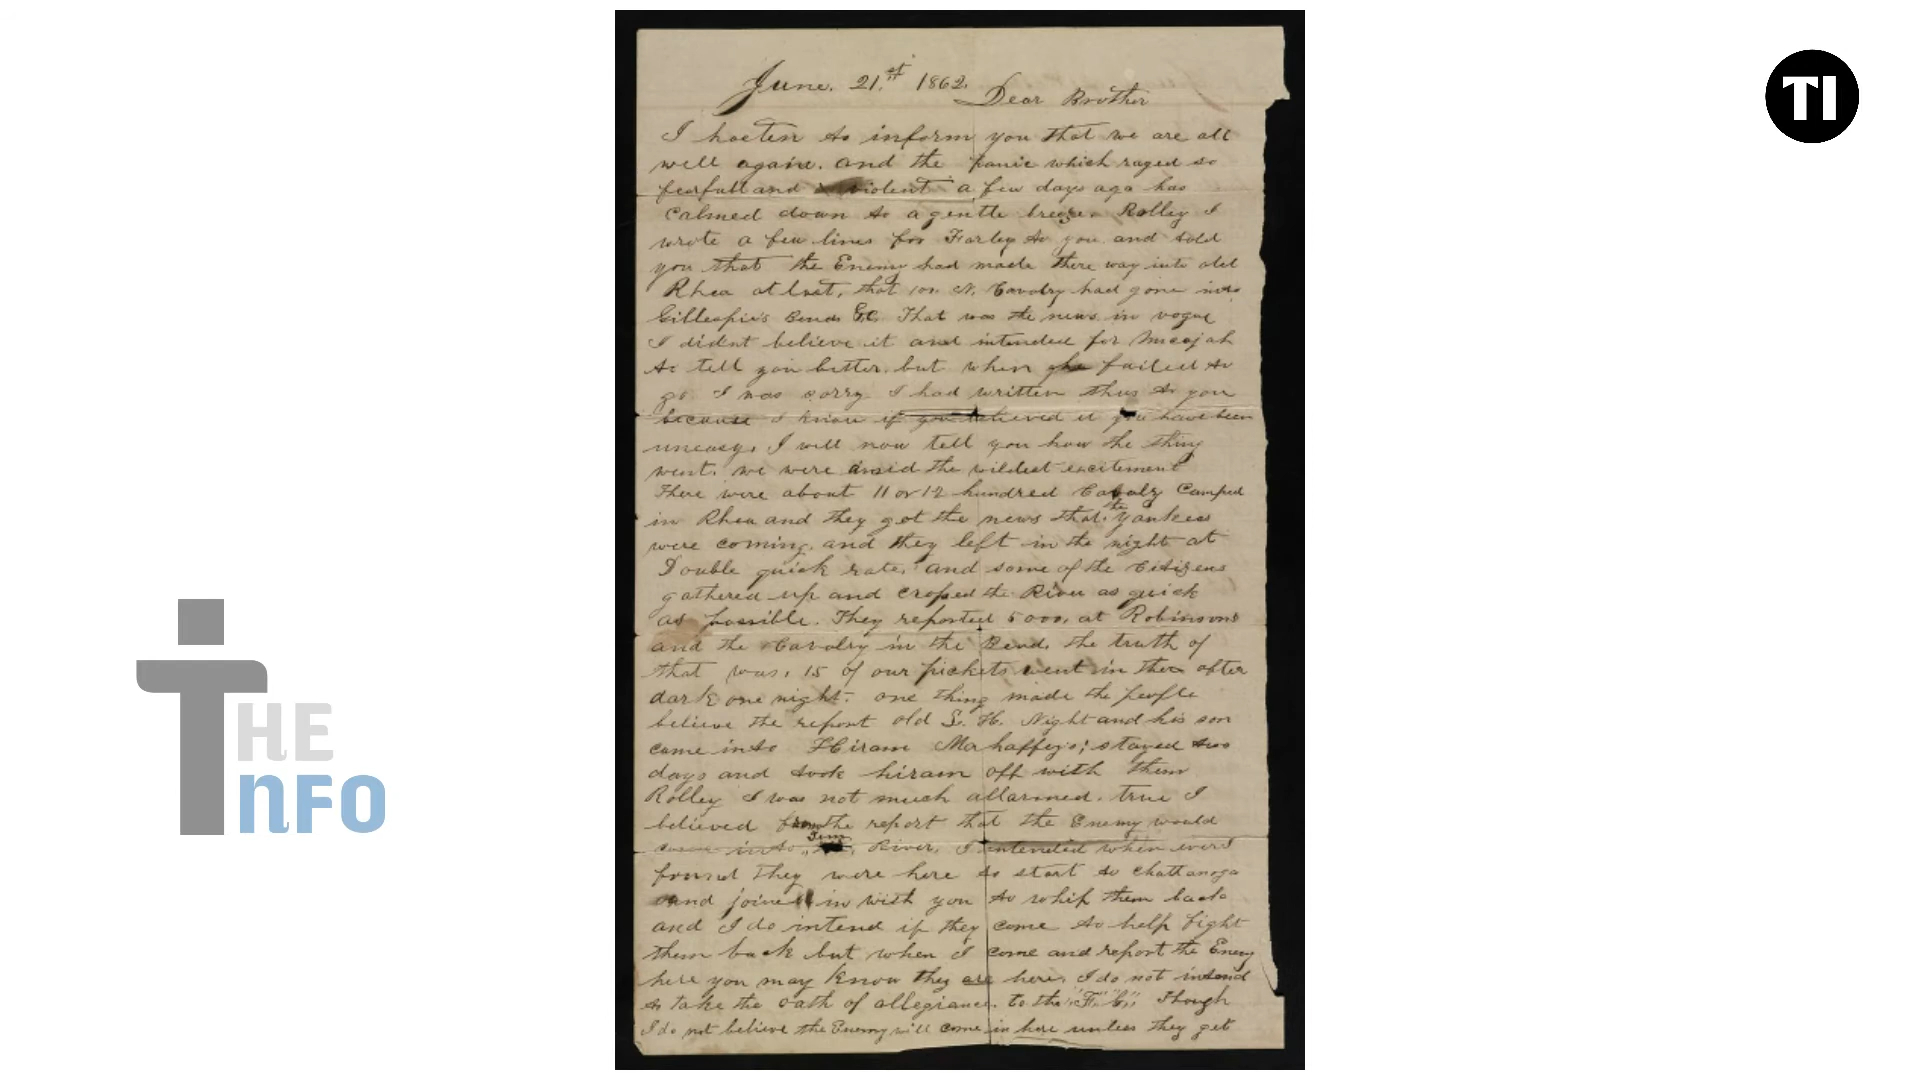 June. 21.st 1862.
Dear Brother
I hasten to inform you that we are all
well again. and the panic which raged so
fearfull and violent a few days ago has
calmed down to a gentle breeze. Rolley I
wrote a few lines for Farley to you and told
you that the Enemy had made there way into old
Rhea at last, that 100. N. Cavalry had gone into
Gillespie's Bend &c. That was the news in vogue
I didnt believe it and intended for Micajah
to tell you better. but when he failed to
go I was sorry I had written thus to you
because I know if you believed it you have been
uneasy. I will now tell you how the thing
went. we were amid the wildest excitement
There were about 11 or 12 hundred Cavalry Camped
in Rhea and they got the news that the Yankees
were coming. and they left in the night at
Double quick rate. and some of the Citizens
gathered up and crossed the River as quick
as possible. They reported 5000. at Robinsons
and the Cavalry in the Bend. the truth of
that was. 15 of our pickets went in there after
dark one night. one thing made the people
believe the report old S. H. Night and his son
came into Hiram Mahaffey's; stayed two
days and took hiram off with them
Rolley I was not much allarmed. true I
believed from the report that the Enemy would
come into Tenn. River. I intended when ever I
found they were here to start to Chattanoga
and joine in with you to whip them back
and I do intend if they come to help fight
them back but when I come and report the Enemy
here you may know they are here. I do not intend
to take the oath of allegiance. to the "F." "C." Though
I do not believe the Enemy will come in here unless they get
THE
INFO
TI